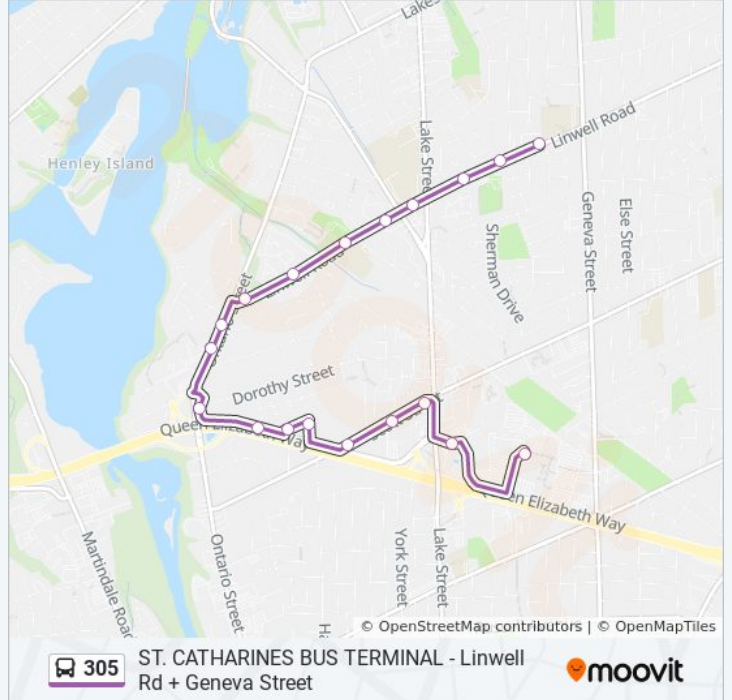 Lakes
Linwell Road
Lake Stree
Henley Island
Geneva Street
Else Street
Sherman Drive
Dorothy Street
Queen Elizabeth Way
Queen Elizabeth Way
Martindale Road
Ontario Street
York Street
Lake Street
© OpenStreetMap contributors | © OpenMapTiles
305
ST. CATHARINES BUS TERMINAL - Linwell
Rd + Geneva Street
moovit